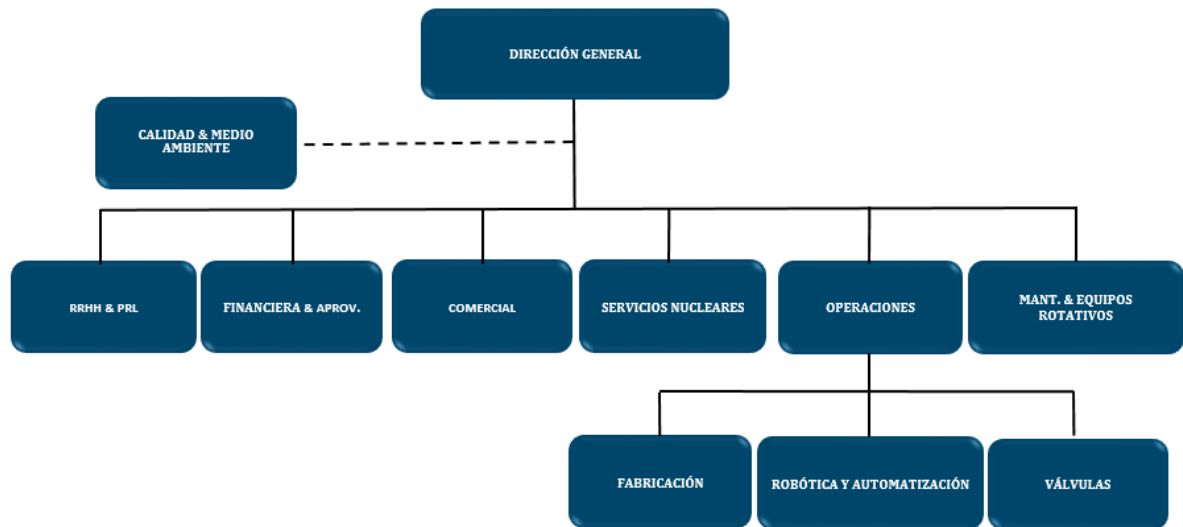 DIRECCIÓN GENERAL
CALIDAD & MEDIO
AMBIENTE
RRHH & PRL
FINANCIERA & APROV.
COMERCIAL
SERVICIOS NUCLEARES
OPERACIONES
MANT. & EQUIPOS
ROTATIVOS
FABRICACIÓN
ROBÓTICA Y AUTOMATIZACIÓN
VÁLVULAS